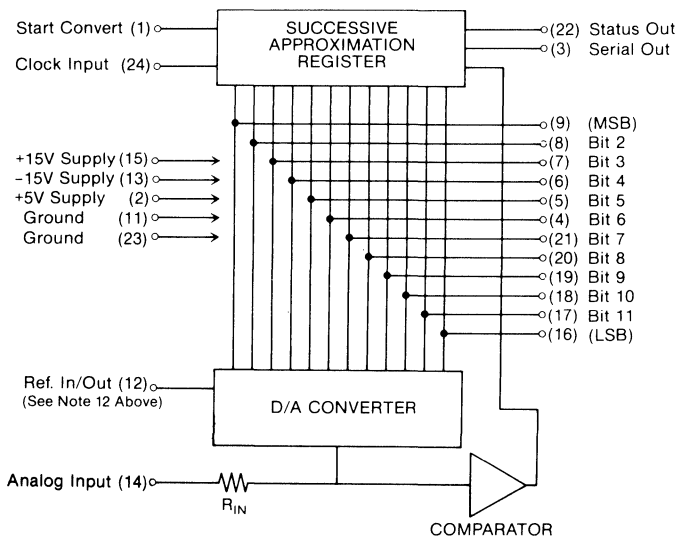 Start Convert (1)
Clock Input (24)
SUCCESSIVE
APPROXIMATION
REGISTER
(22) Status Out
(3) Serial Out
(9) (MSB)
(8) Bit 2
(7) Bit 3
(6) Bit 4
(5) Bit 5
(4) Bit 6
(21) Bit 7
(20) Bit 8
(19) Bit 9
(18) Bit 10
(17) Bit 11
(16) (LSB)
+15V Supply (15)
−15V Supply (13)
+5V Supply (2)
Ground (11)
Ground (23)
Ref. In/Out (12)
(See Note 12 Above)
D/A CONVERTER
Analog Input (14)
RIN
COMPARATOR